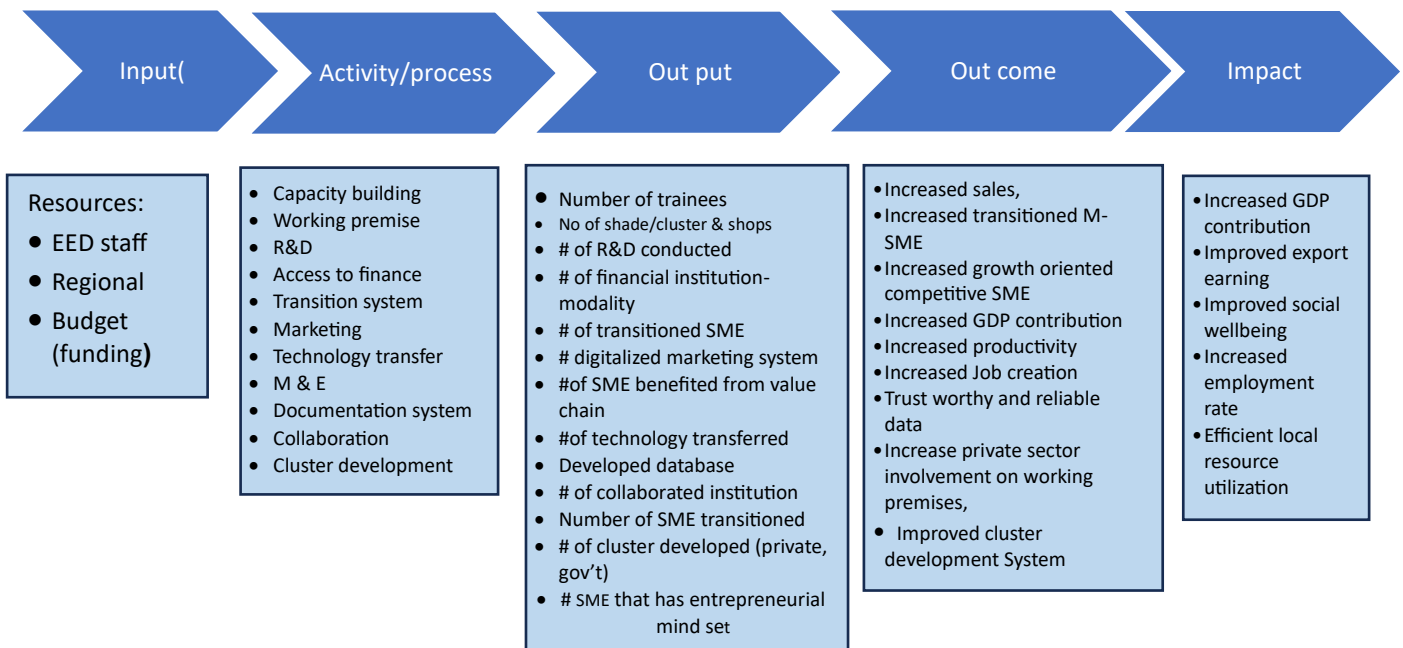 Input(
Activity/process
Out put
Out come
Impact
Resources:
• EED staff
• Regional
• Budget
(funding)
• Capacity building
• Working premise
• R&D
• Access to finance
• Transition system
• Marketing
• Technology transfer
• M & E
• Documentation system
• Collaboration
• Cluster development
• Number of trainees
• No of shade/cluster & shops
• # of R&D conducted
• # of financial institution-
modality
• # of transitioned SME
• # digitalized marketing system
• #of SME benefited from value
chain
• #of technology transferred
• Developed database
• # of collaborated institution
• Number of SME transitioned
• # of cluster developed (private,
gov’t)
• # SME that has entrepreneurial
mind set
• Increased sales,
• Increased transitioned M-
SME
• Increased growth oriented
competitive SME
• Increased GDP contribution
• Increased productivity
• Increased Job creation
• Trust worthy and reliable
data
• Increase private sector
involvement on working
premises,
• Improved cluster
development System
• Increased GDP
contribution
• Improved export
earning
• Improved social
wellbeing
• Increased
employment
rate
• Efficient local
resource
utilization